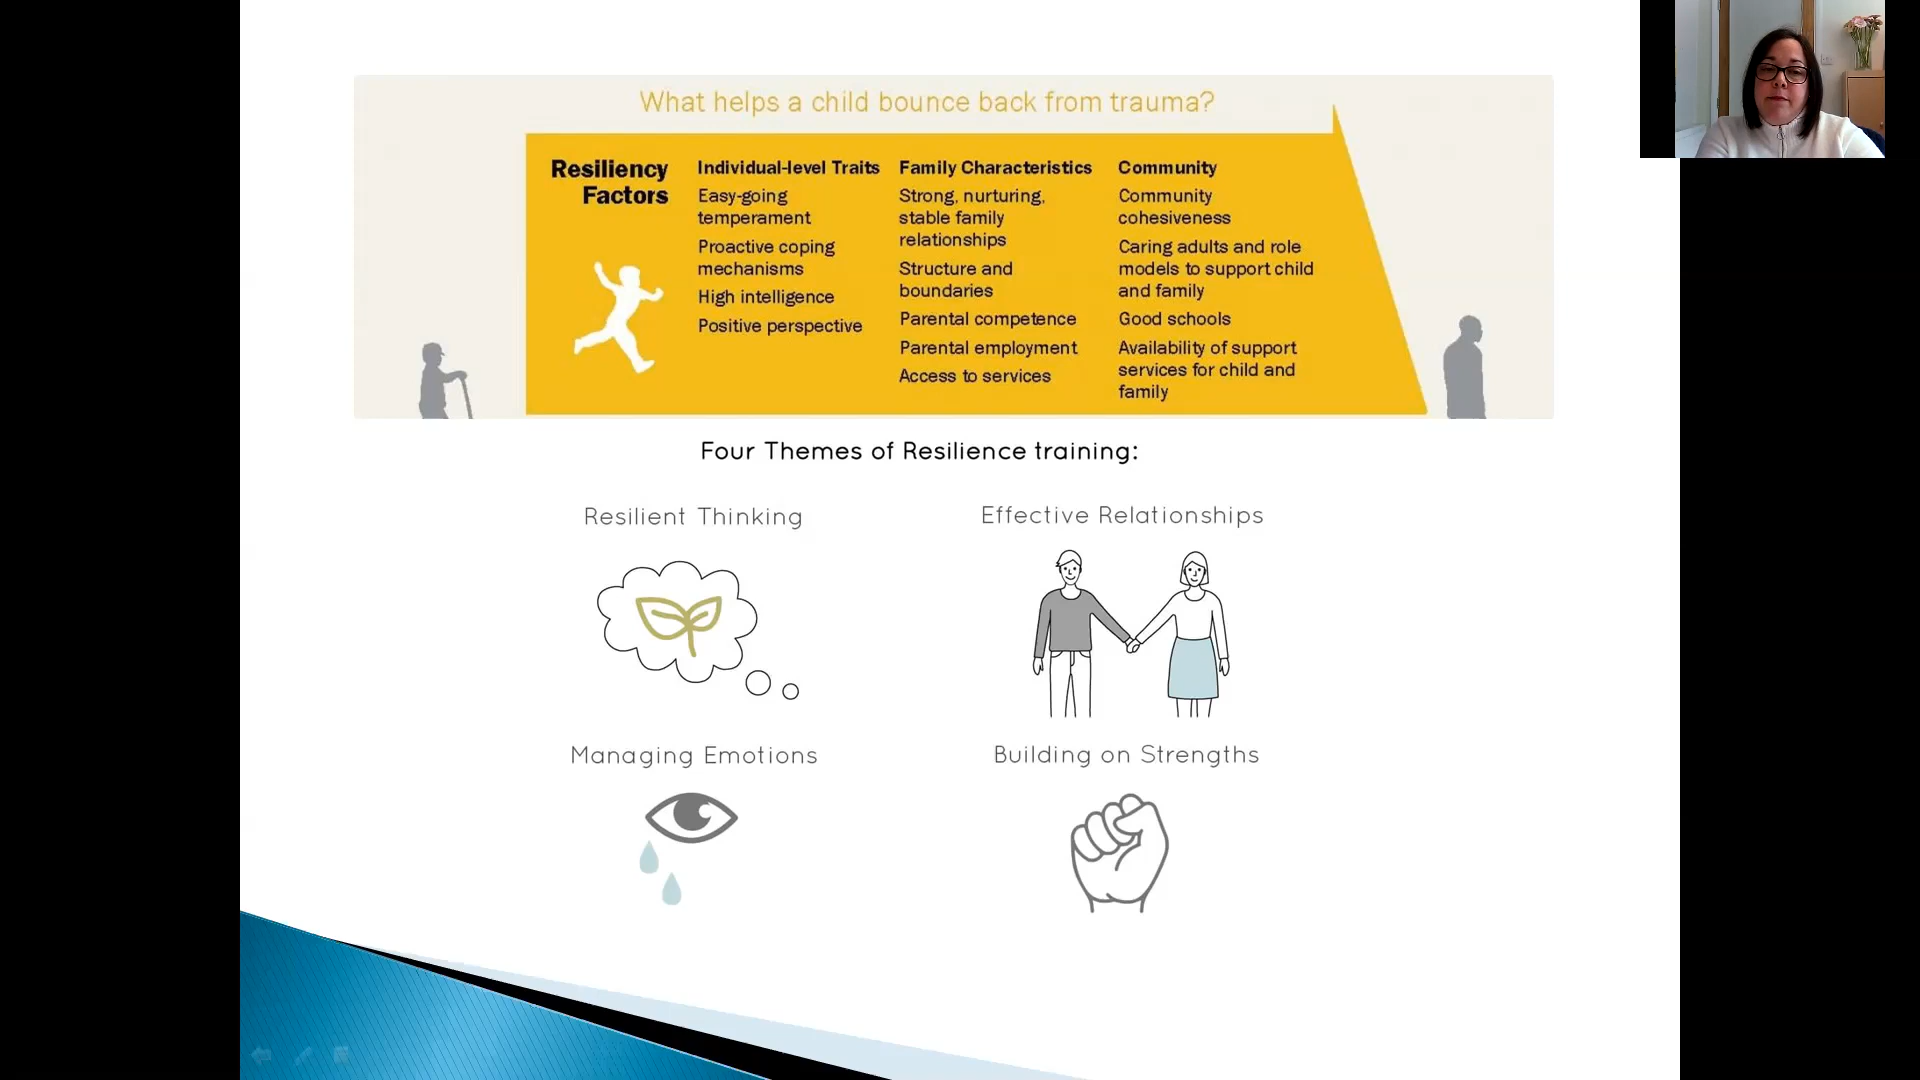 What helps a child bounce back from trauma?
Resiliency
Factors
Individual-level Traits
Easy-going
temperament
Proactive coping
mechanisms
High intelligence
Positive perspective
Family Characteristics
Strong, nurturing,
stable family
relationships
Structure and
boundaries
Parental competence
Parental employment
Access to services
Community
Community
cohesiveness
Caring adults and role
models to support child
and family
Good schools
Availability of support
services for child and
family
Four Themes of Resilience training:
Resilient Thinking
Effective Relationships
Managing Emotions
Building on Strengths